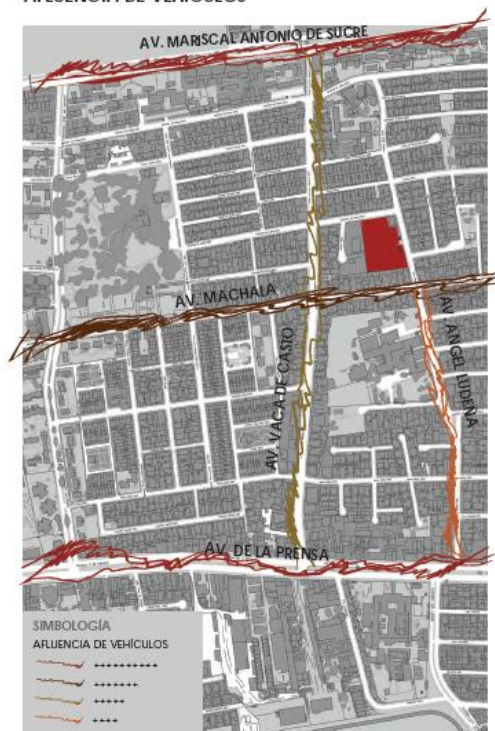 AFLUENCIA DE VEHÍCULOS
AV. MARISCAL ANTONIO DE SUCRE
AV. MACHALA
AV. VACA DE CASIO
AV. ANGEL LUDEÑA
AV. DE LA PRENSA
SIMBOLOGÍA
AFLUENCIA DE VEHÍCULOS
++++++++++
+++++++
+++++
++++